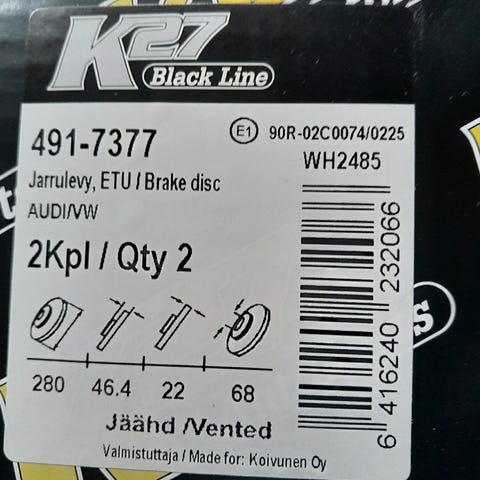 K27
Black Line
491-7377
E1 90R-02C0074/0225
WH2485
Jarrulevy, ETU / Brake disc
AUDI/VW
2Kpl / Qty 2
280 46.4 22 68
Jäähd /Vented
Valmistuttaja / Made for: Koivunen Oy
6 416240 232066